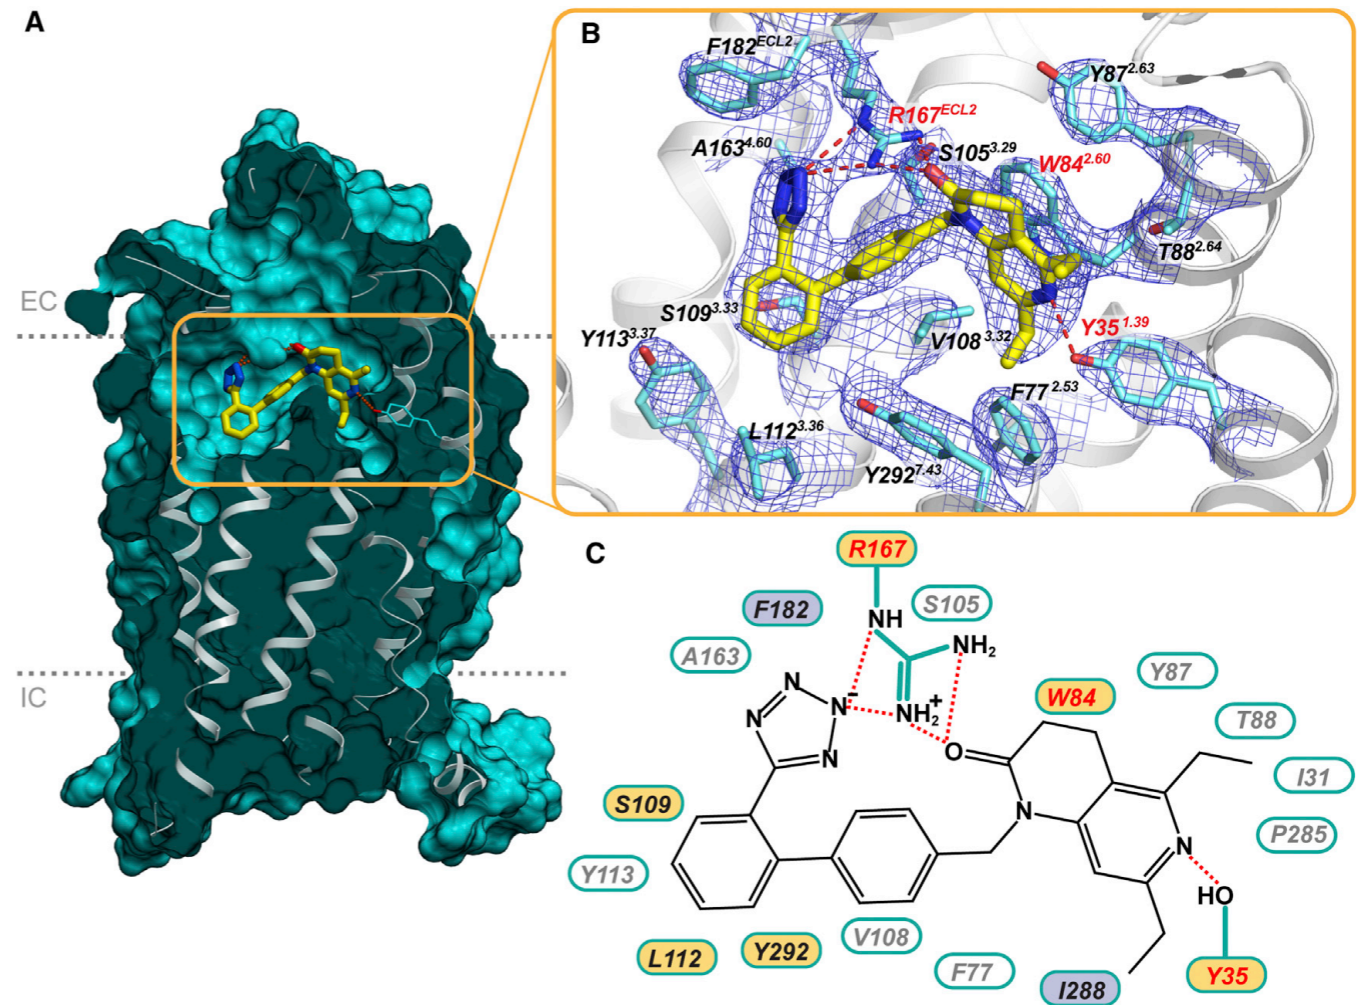 A
EC
IC
B
F182ECL2
Y872.63
R167ECL2
A1634.60
S1053.29
W842.60
T882.64
S1093.33
Y1133.37
V1083.32
Y351.39
F772.53
L1123.36
Y2927.43
C
R167
F182
S105
NH
NH2
A163
Y87
W84
N
N-
NH2+
T88
N
N
O
I31
S109
N
P285
N
Y113
HO
V108
L112
Y292
F77
I288
Y35